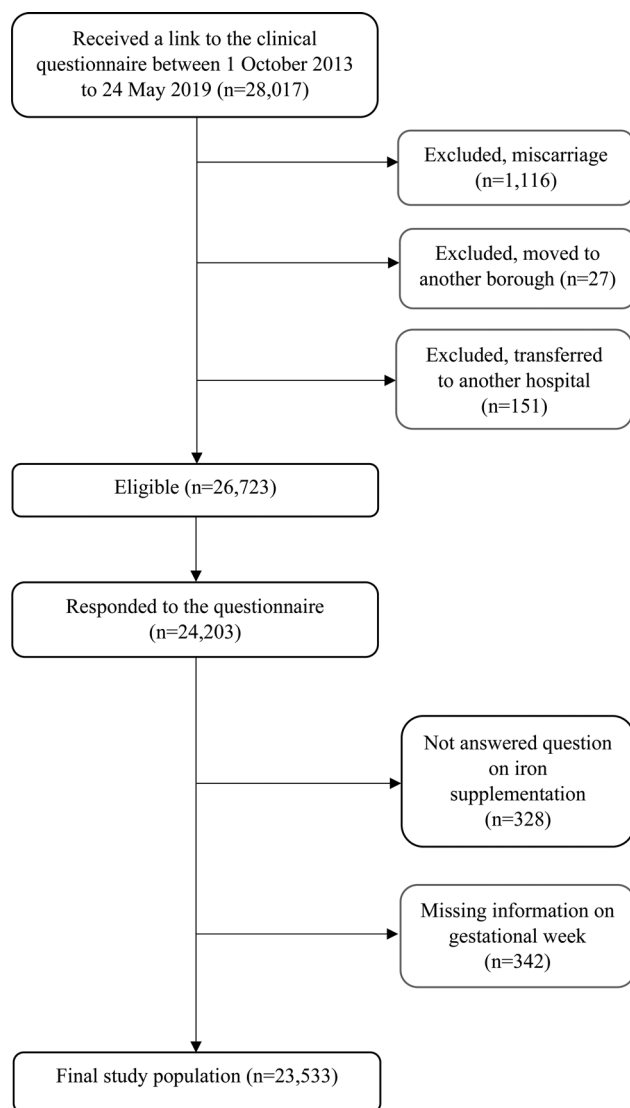 Received a link to the clinical
questionnaire between 1 October 2013
to 24 May 2019 (n=28,017)
Excluded, miscarriage
(n=1,116)
Excluded, moved to
another borough (n=27)
Excluded, transferred
to another hospital
(n=151)
Eligible (n=26,723)
Responded to the questionnaire
(n=24,203)
Not answered question
on iron
supplementation
(n=328)
Missing information on
gestational week
(n=342)
Final study population (n=23,533)